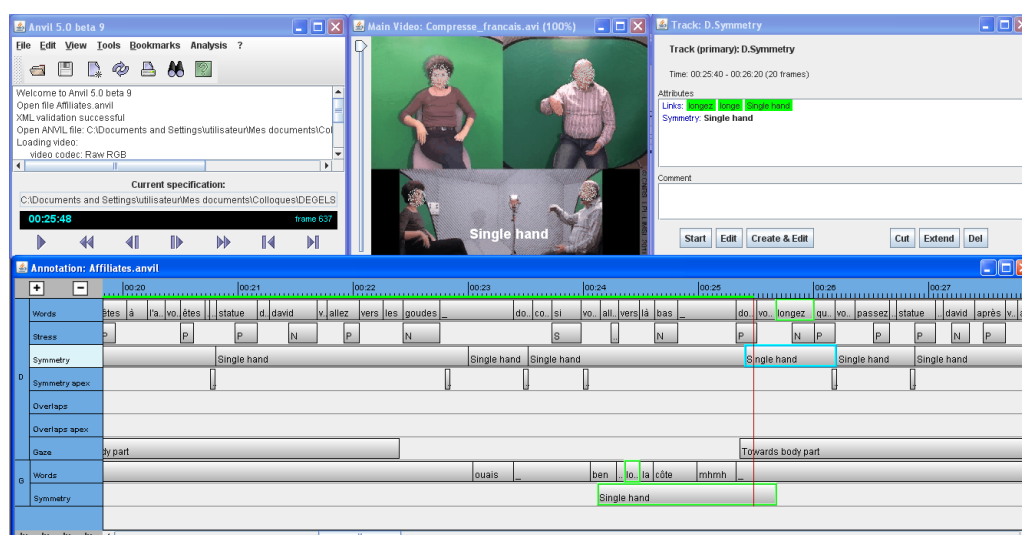 Anvil 5.0 beta 9
File Edit View Tools Bookmarks Analysis ?
Welcome to Anvil 5.0 beta 9
Open file Affiliates.anvil
XML validation successful
Open ANVIL file: C:\Documents and Settings\utilisateur\Mes documents\Col
Loading video:
video codec: Raw RGB
Current specification:
C:\Documents and Settings\utilisateur\Mes documents\Colloques\DEGELS
00:25:48 frame 637
Main Video: Compresse_francais.avi (100%)
Single hand
Track: D.Symmetry
Track (primary): D.Symmetry
Time: 00:25:40 - 00:26:20 (20 frames)
Attributes
Links: longez longe Single hand
Symmetry: Single hand
Comment
Start Edit Create & Edit Cut Extend Del
Annotation: Affiliates.anvil
+ - 00:20 00:21 00:22 00:23 00:24 00:25 00:26 00:27
Words êtes à l'a.. vo.. êtes .. statue d.. david v.. allez vers les goudes _ do.. co.. si vo.. all.. vers là bas _ do.. vo.. longez qu.. vo.. passez .. statue .. david après v..
Stress P P P N P N S .. N P N P P P N P
Symmetry Single hand Single hand Single hand Single hand Single hand Single hand
D Symmetry apex
Overlaps
Overlaps apex
Gaze dy part Towards body part
G Words ouais _ ben .. lo.. la côte mhmh _
Symmetry Single hand